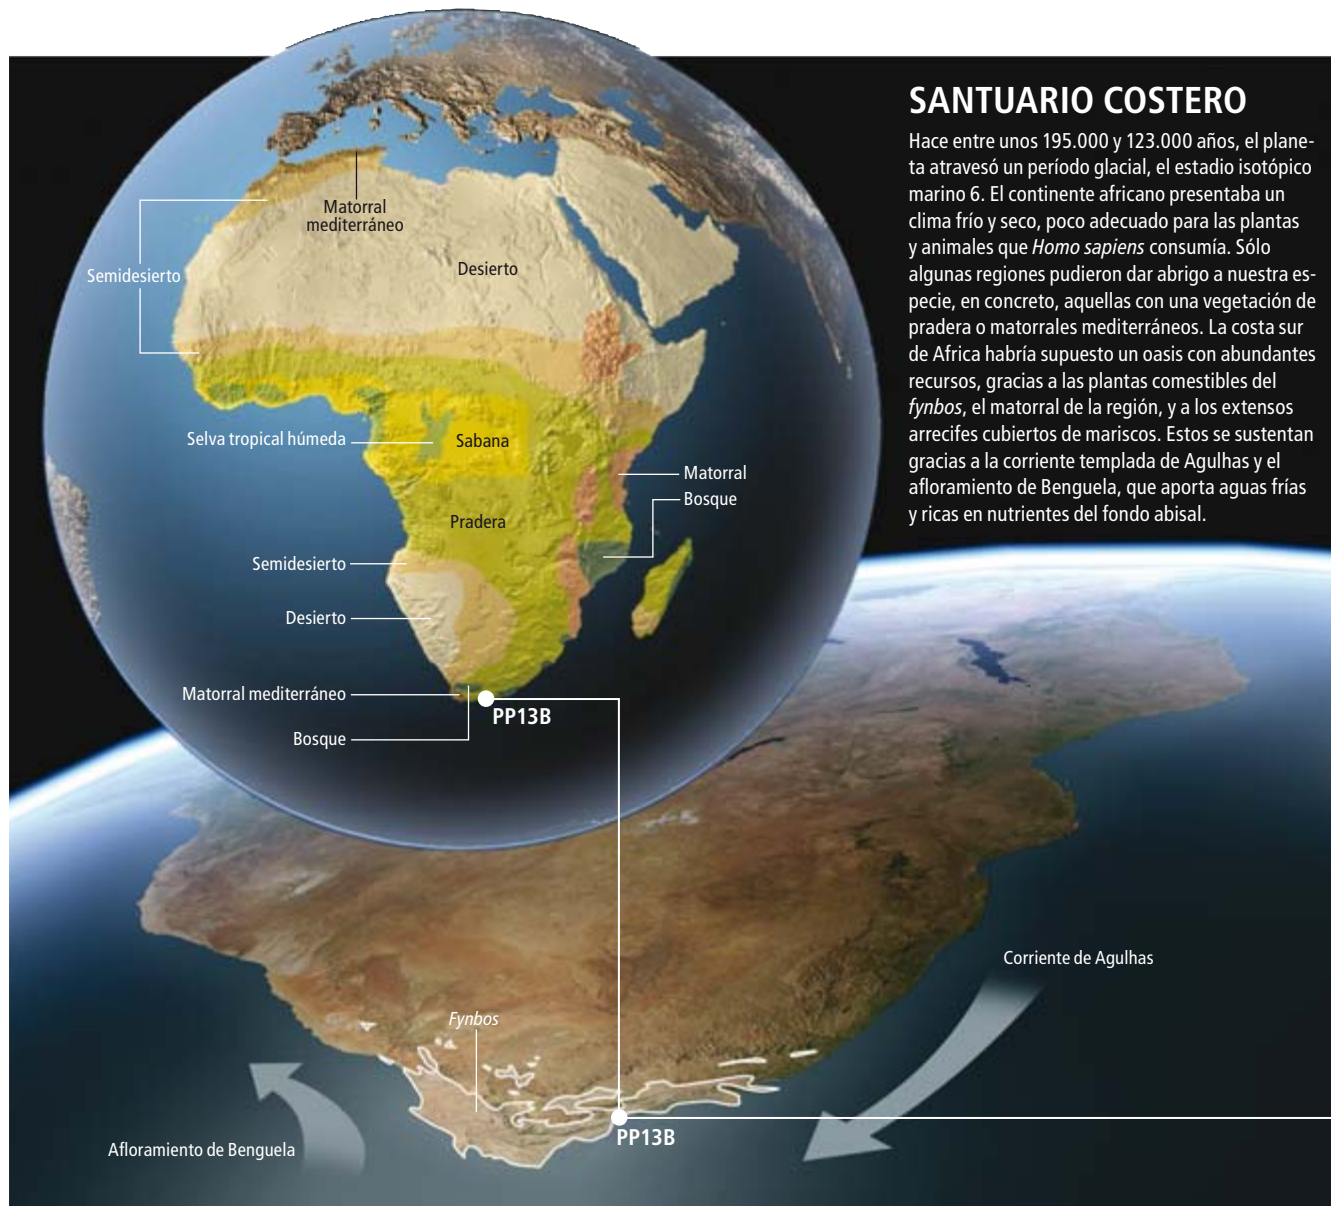 SANTUARIO COSTERO
Hace entre unos 195.000 y 123.000 años, el plane-
ta atravesó un período glacial, el estadio isotópico
marino 6. El continente africano presentaba un
clima frío y seco, poco adecuado para las plantas
y animales que Homo sapiens consumía. Sólo
algunas regiones pudieron dar abrigo a nuestra es-
pecie, en concreto, aquellas con una vegetación de
pradera o matorrales mediterráneos. La costa sur
de Africa habría supuesto un oasis con abundantes
recursos, gracias a las plantas comestibles del
fynbos, el matorral de la región, y a los extensos
arrecifes cubiertos de mariscos. Estos se sustentan
gracias a la corriente templada de Agulhas y el
afloramiento de Benguela, que aporta aguas frías
y ricas en nutrientes del fondo abisal.
Matorral
mediterráneo
Desierto
Semidesierto
Selva tropical húmeda
Sabana
Matorral
Bosque
Pradera
Semidesierto
Desierto
Matorral mediterráneo
PP13B
Bosque
Corriente de Agulhas
Fynbos
PP13B
Afloramiento de Benguela